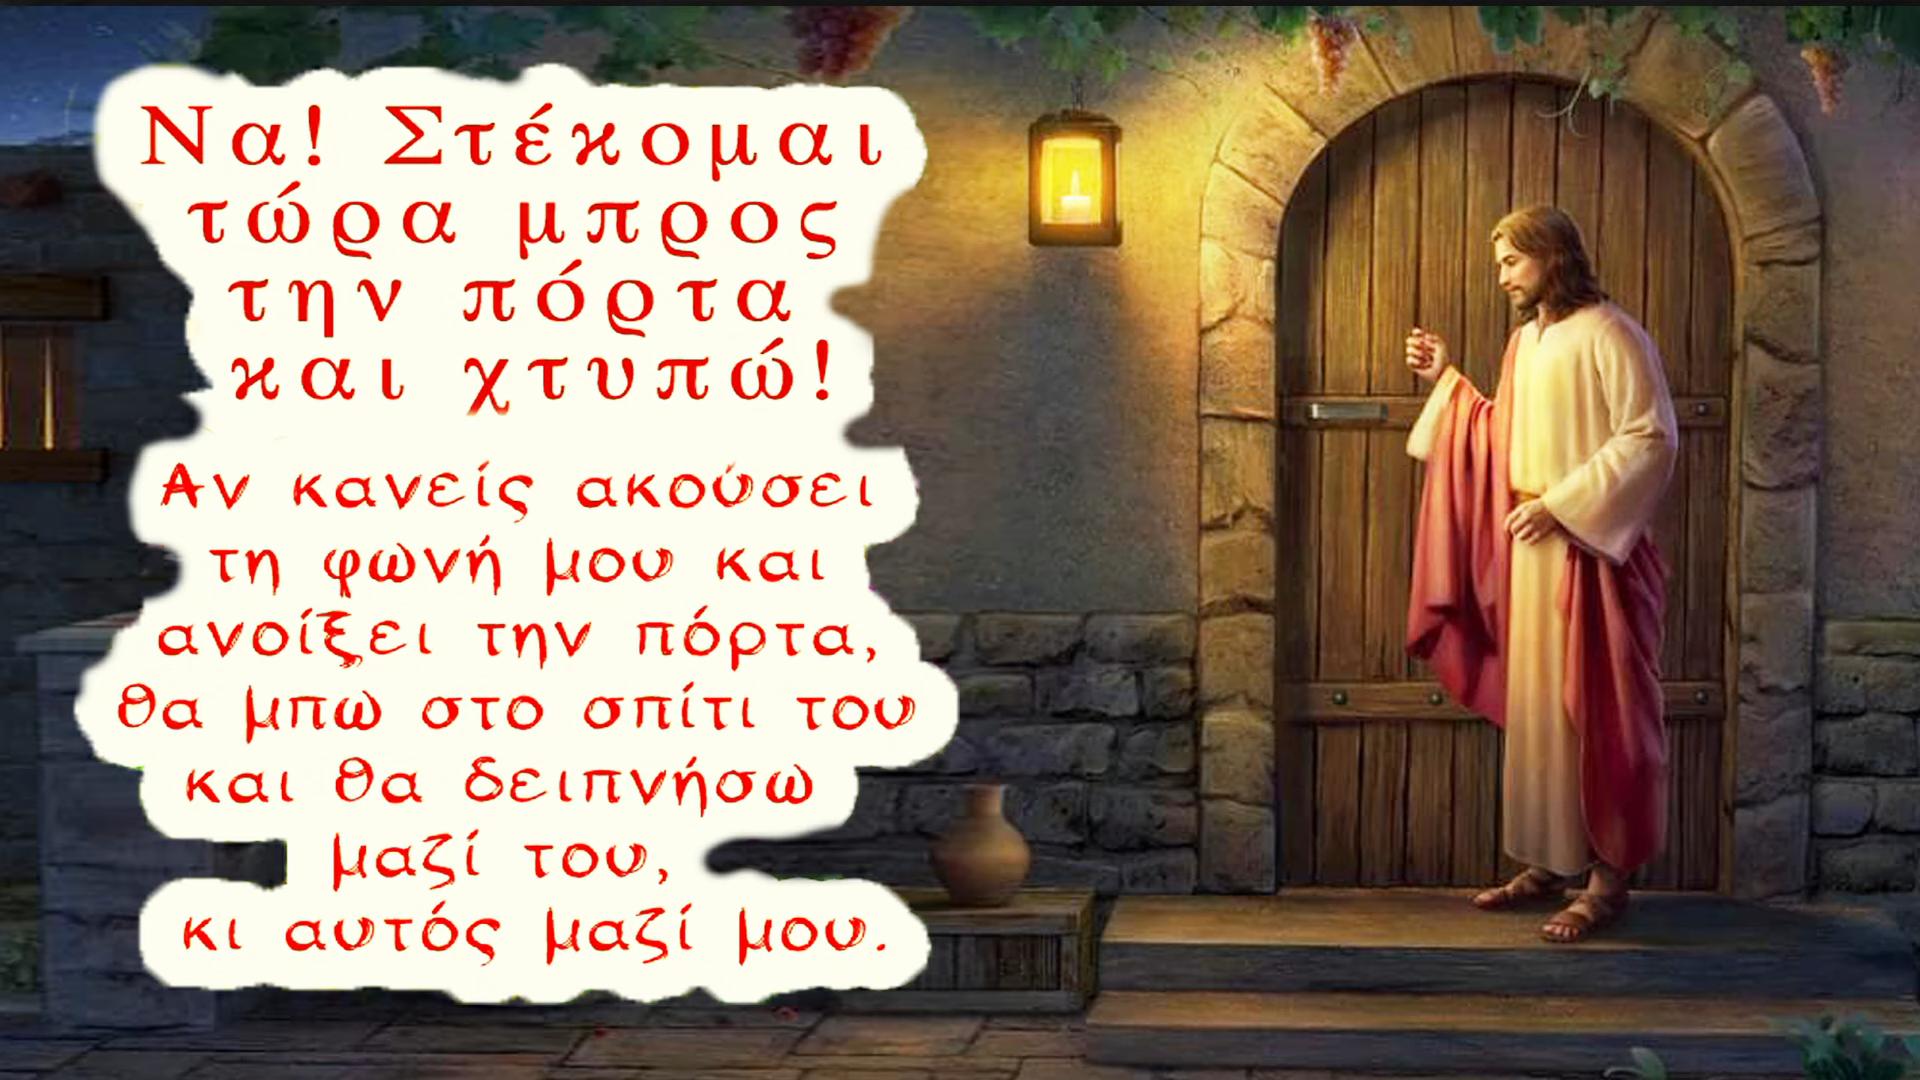 Να! Στέκομαι
τώρα μπρος
την πόρτα
και χτυπώ!
Αν κανείς ακούσει
τη φωνή μου και
ανοίξει την πόρτα,
θα μπω στο σπίτι του
και θα δειπνήσω
μαζί του,
κι αυτός μαζί μου.